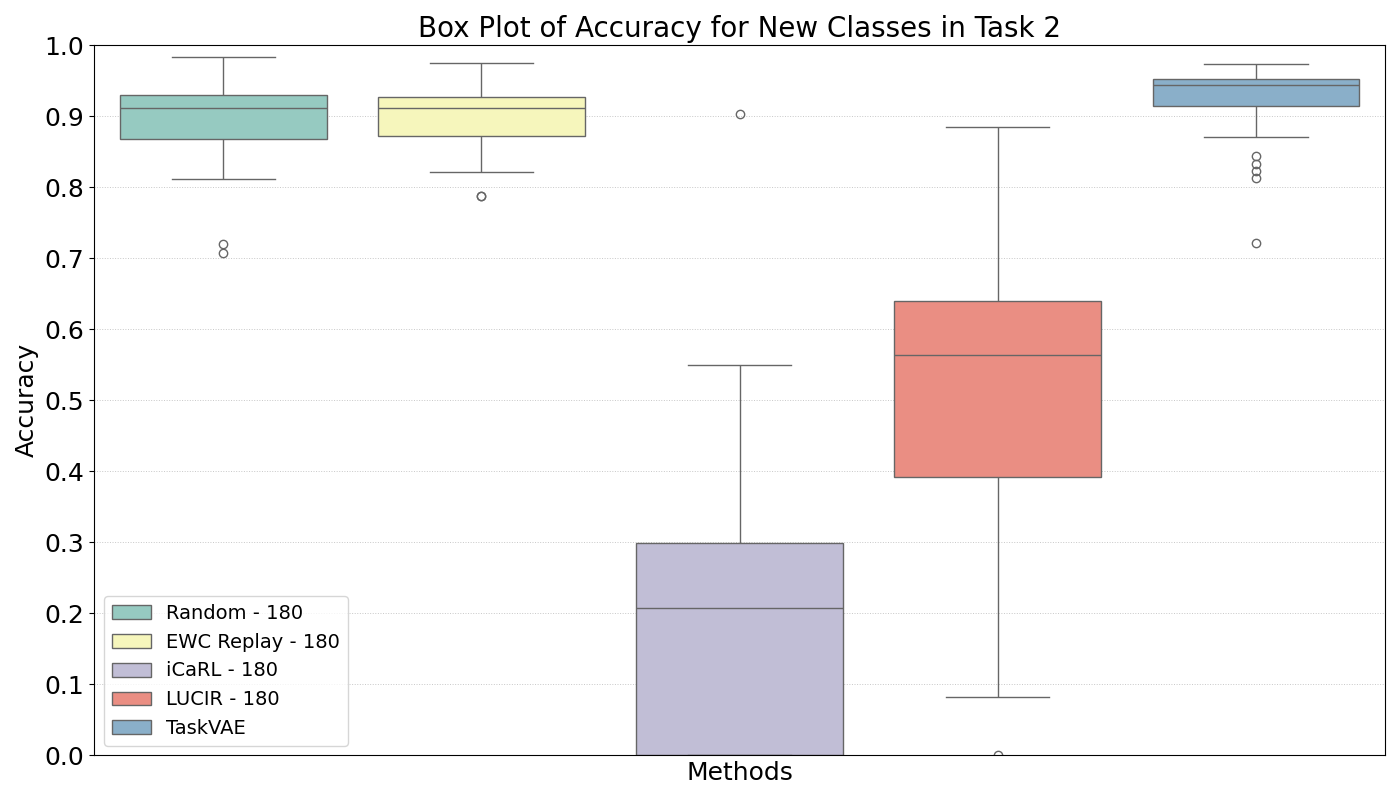 Box Plot of Accuracy for New Classes in Task 2
1.0
0.9
0.8
0.7
0.6
0.5
0.4
0.3
0.2
0.1
0.0
Accuracy
Random - 180
EWC Replay - 180
iCaRL - 180
LUCIR - 180
TaskVAE
Methods